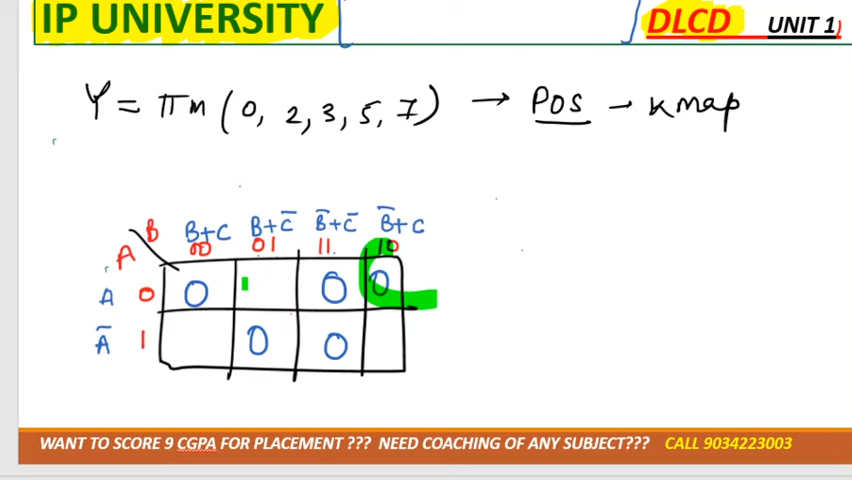 IP UNIVERSITY
DLCD UNIT 1)
Y = πm (0, 2, 3, 5, 7) → POS → K map
B+C B+C̅ B̅+C̅ B̅+C
A B 00 01 11 10
A 0 0 0 0
A̅ 1 0 0
WANT TO SCORE 9 CGPA FOR PLACEMENT ??? NEED COACHING OF ANY SUBJECT??? CALL 9034223003